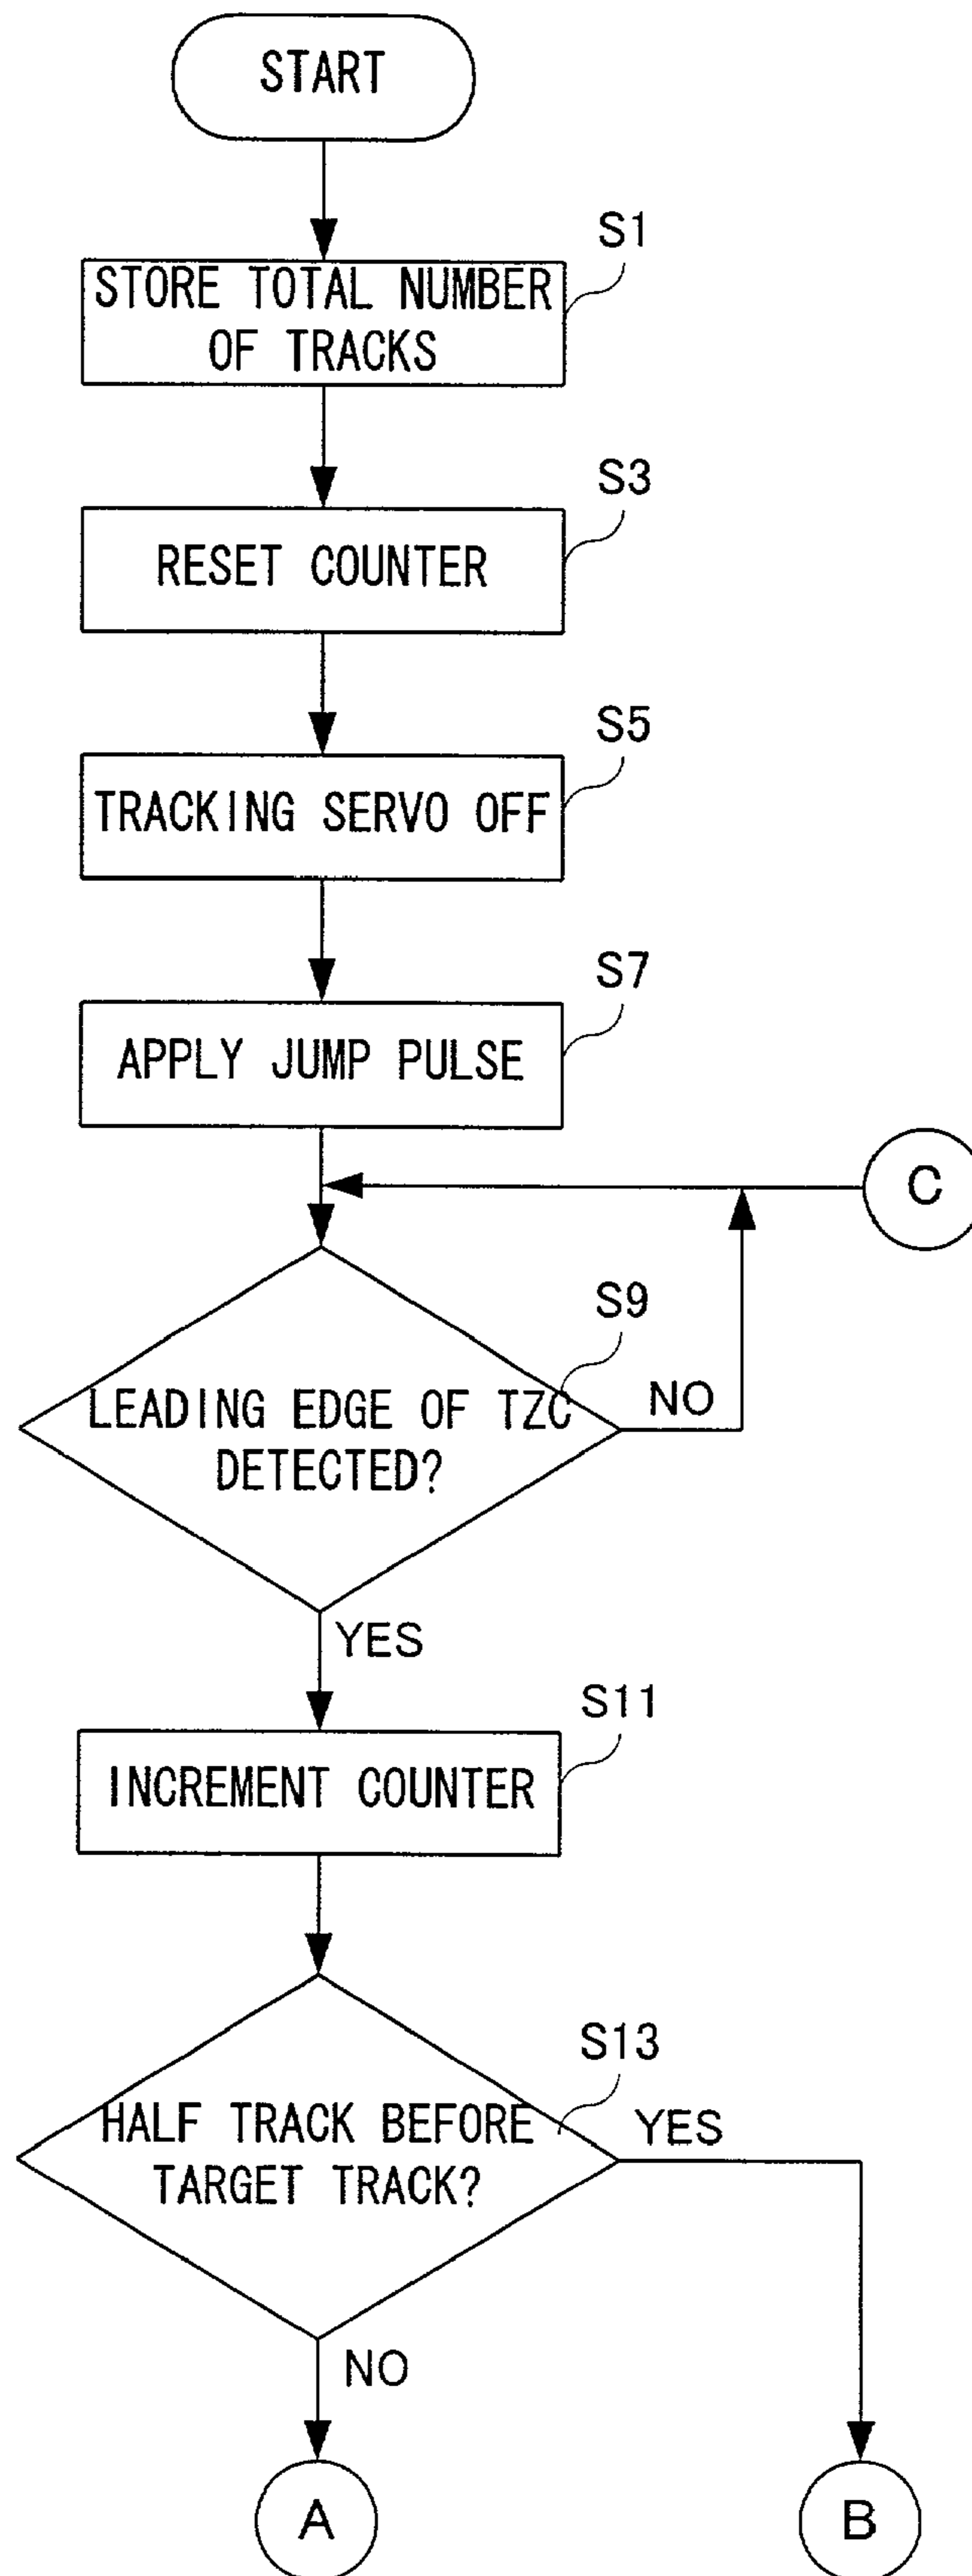 START
S1
STORE TOTAL NUMBER
OF TRACKS
S3
RESET COUNTER
S5
TRACKING SERVO OFF
S7
APPLY JUMP PULSE
C
S9
LEADING EDGE OF TZC
DETECTED?
NO
YES
S11
INCREMENT COUNTER
S13
HALF TRACK BEFORE
TARGET TRACK?
YES
NO
A
B